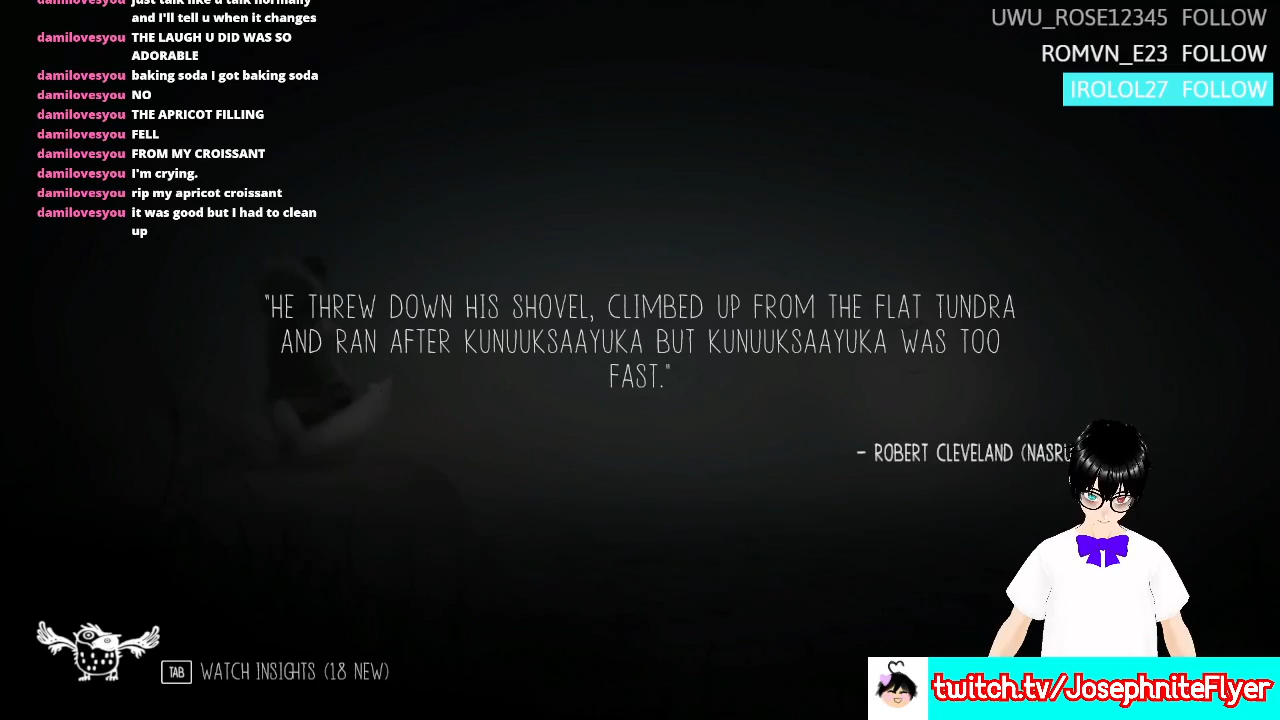 and I'll tell u when it changes
damilovesyou THE LAUGH U DID WAS SO
ADORABLE
damilovesyou baking soda I got baking soda
damilovesyou NO
damilovesyou THE APRICOT FILLING
damilovesyou FELL
damilovesyou FROM MY CROISSANT
damilovesyou I'm crying.
damilovesyou rip my apricot croissant
damilovesyou it was good but I had to clean
up
UWU_ROSE12345 FOLLOW
ROMVN_E23 FOLLOW
IROLOL27 FOLLOW
"HE THREW DOWN HIS SHOVEL, CLIMBED UP FROM THE FLAT TUNDRA
AND RAN AFTER KUNUUKSAAYUKA BUT KUNUUKSAAYUKA WAS TOO
FAST."
- ROBERT CLEVELAND
TAB WATCH INSIGHTS (18 NEW)
twitch.tv/JosephniteFlyer